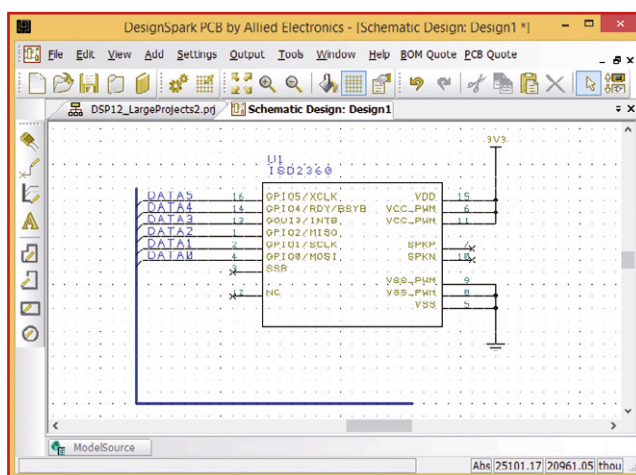 DesignSpark PCB by Allied Electronics - [Schematic Design: Design1 *]
File Edit View Add Settings Output Tools Window Help BOM Quote PCB Quote
DSP12_LargeProjects2.prj Schematic Design: Design1
3V3
U1
ISD2360
DATA5 16 GPIO5/XCLK VDD 15
DATA4 14 GPIO4/RDY/BSYB VCC_PWM 6
DATA3 13 GOVI3/INTB VCC_PWM 11
DATA2 1 GPIO2/MISO
DATA1 2 GPIO1/SCLK SPKP 7
DATA0 4 GPIO0/MOSI SPKN 10
3 SSB
VSS_PWM 9
12 NC VSS_PWM 8
VSS 5
ModelSource
Abs 25101.17 20961.05 thou